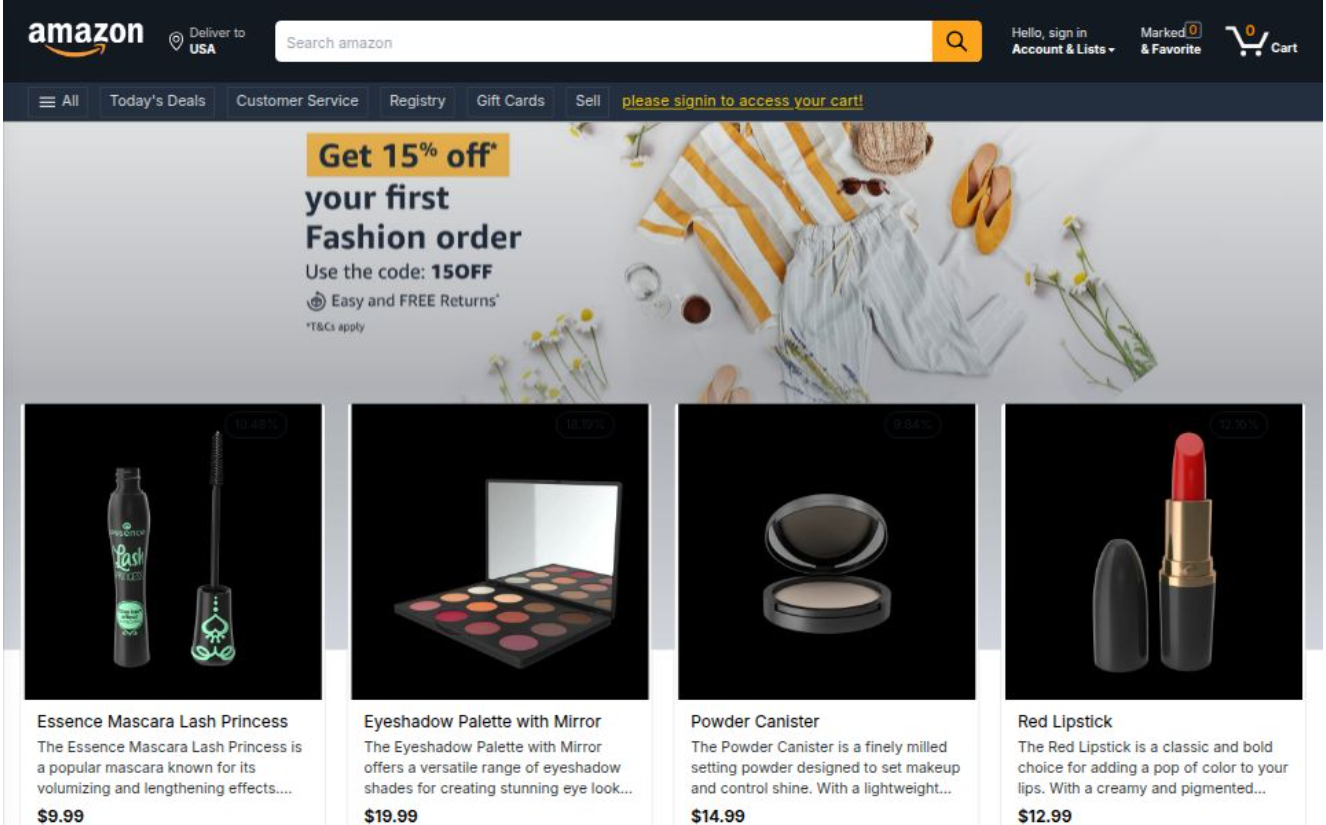 amazon
Deliver to
USA
Search amazon
Hello, sign in
Account & Lists
Marked 0
& Favorite
0
Cart
All
Today's Deals
Customer Service
Registry
Gift Cards
Sell
please signin to access your cart!
Get 15% off*
your first
Fashion order
Use the code: 15OFF
Easy and FREE Returns*
*T&Cs apply
10.48%
18.19%
9.84%
12.16%
essence
Lash
PRINCESS
Essence Mascara Lash Princess
The Essence Mascara Lash Princess is
a popular mascara known for its
volumizing and lengthening effects....
$9.99
Eyeshadow Palette with Mirror
The Eyeshadow Palette with Mirror
offers a versatile range of eyeshadow
shades for creating stunning eye look...
$19.99
Powder Canister
The Powder Canister is a finely milled
setting powder designed to set makeup
and control shine. With a lightweight...
$14.99
Red Lipstick
The Red Lipstick is a classic and bold
choice for adding a pop of color to your
lips. With a creamy and pigmented...
$12.99